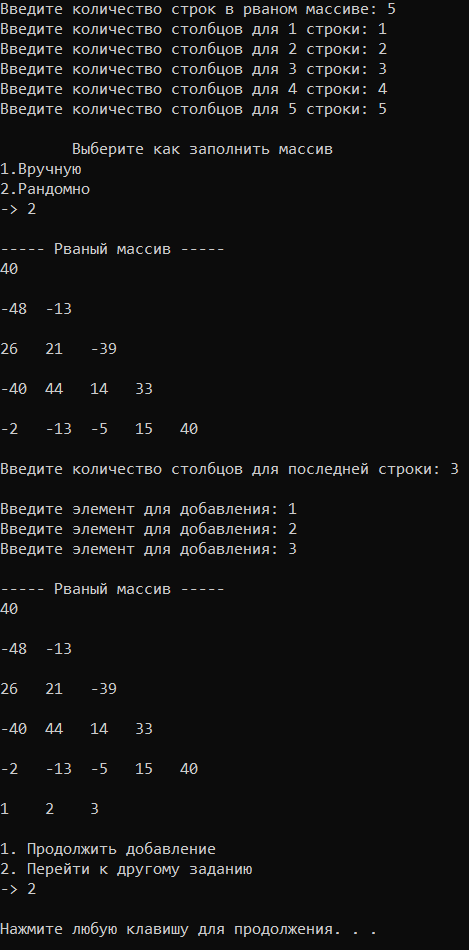 Введите количество строк в рваном массиве: 5
Введите количество столбцов для 1 строки: 1
Введите количество столбцов для 2 строки: 2
Введите количество столбцов для 3 строки: 3
Введите количество столбцов для 4 строки: 4
Введите количество столбцов для 5 строки: 5
Выберите как заполнить массив
1.Вручную
2.Рандомно
-> 2
----- Рваный массив -----
40
-48 -13
26 21 -39
-40 44 14 33
-2 -13 -5 15 40
Введите количество столбцов для последней строки: 3
Введите элемент для добавления: 1
Введите элемент для добавления: 2
Введите элемент для добавления: 3
----- Рваный массив -----
40
-48 -13
26 21 -39
-40 44 14 33
-2 -13 -5 15 40
1 2 3
1. Продолжить добавление
2. Перейти к другому заданию
-> 2
Нажмите любую клавишу для продолжения. . .